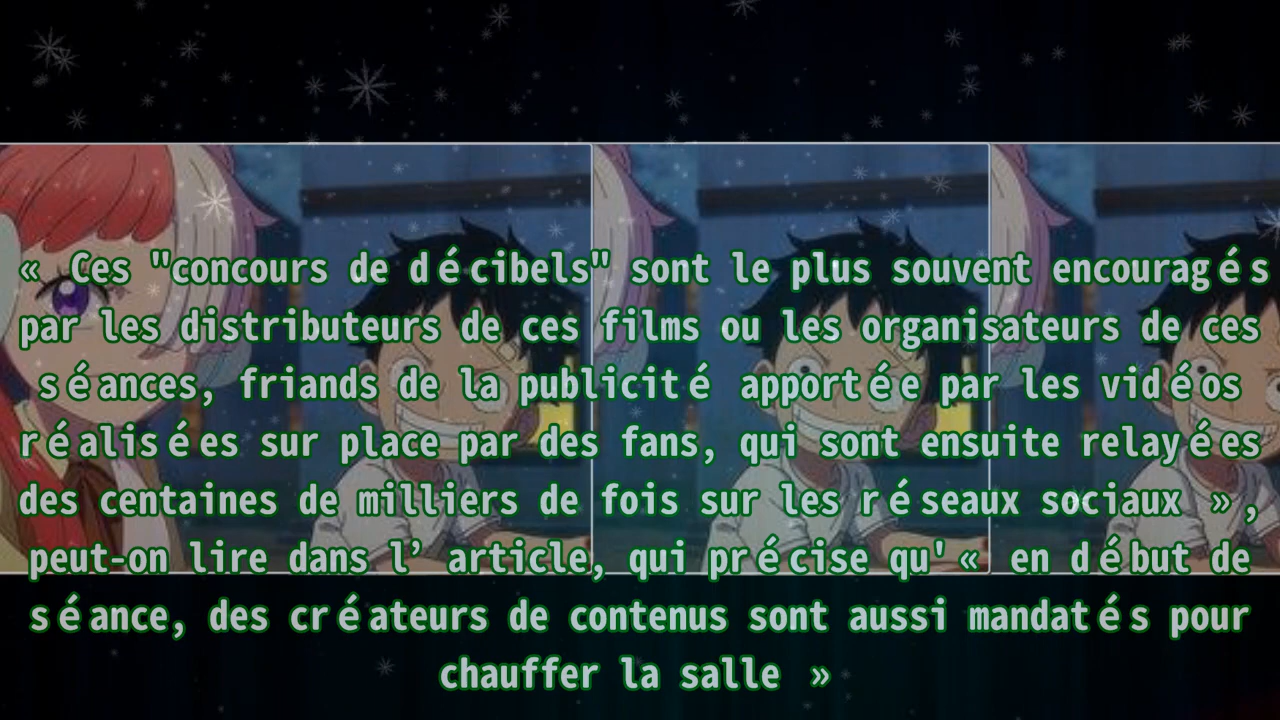 « Ces "concours de décibels" sont le plus souvent encouragés
par les distributeurs de ces films ou les organisateurs de ces
séances, friands de la publicité apportée par les vidéos
réalisées sur place par des fans, qui sont ensuite relayées
des centaines de milliers de fois sur les réseaux sociaux »,
peut-on lire dans l’ article, qui précise qu'« en début de
séance, des créateurs de contenus sont aussi mandatés pour
chauffer la salle »